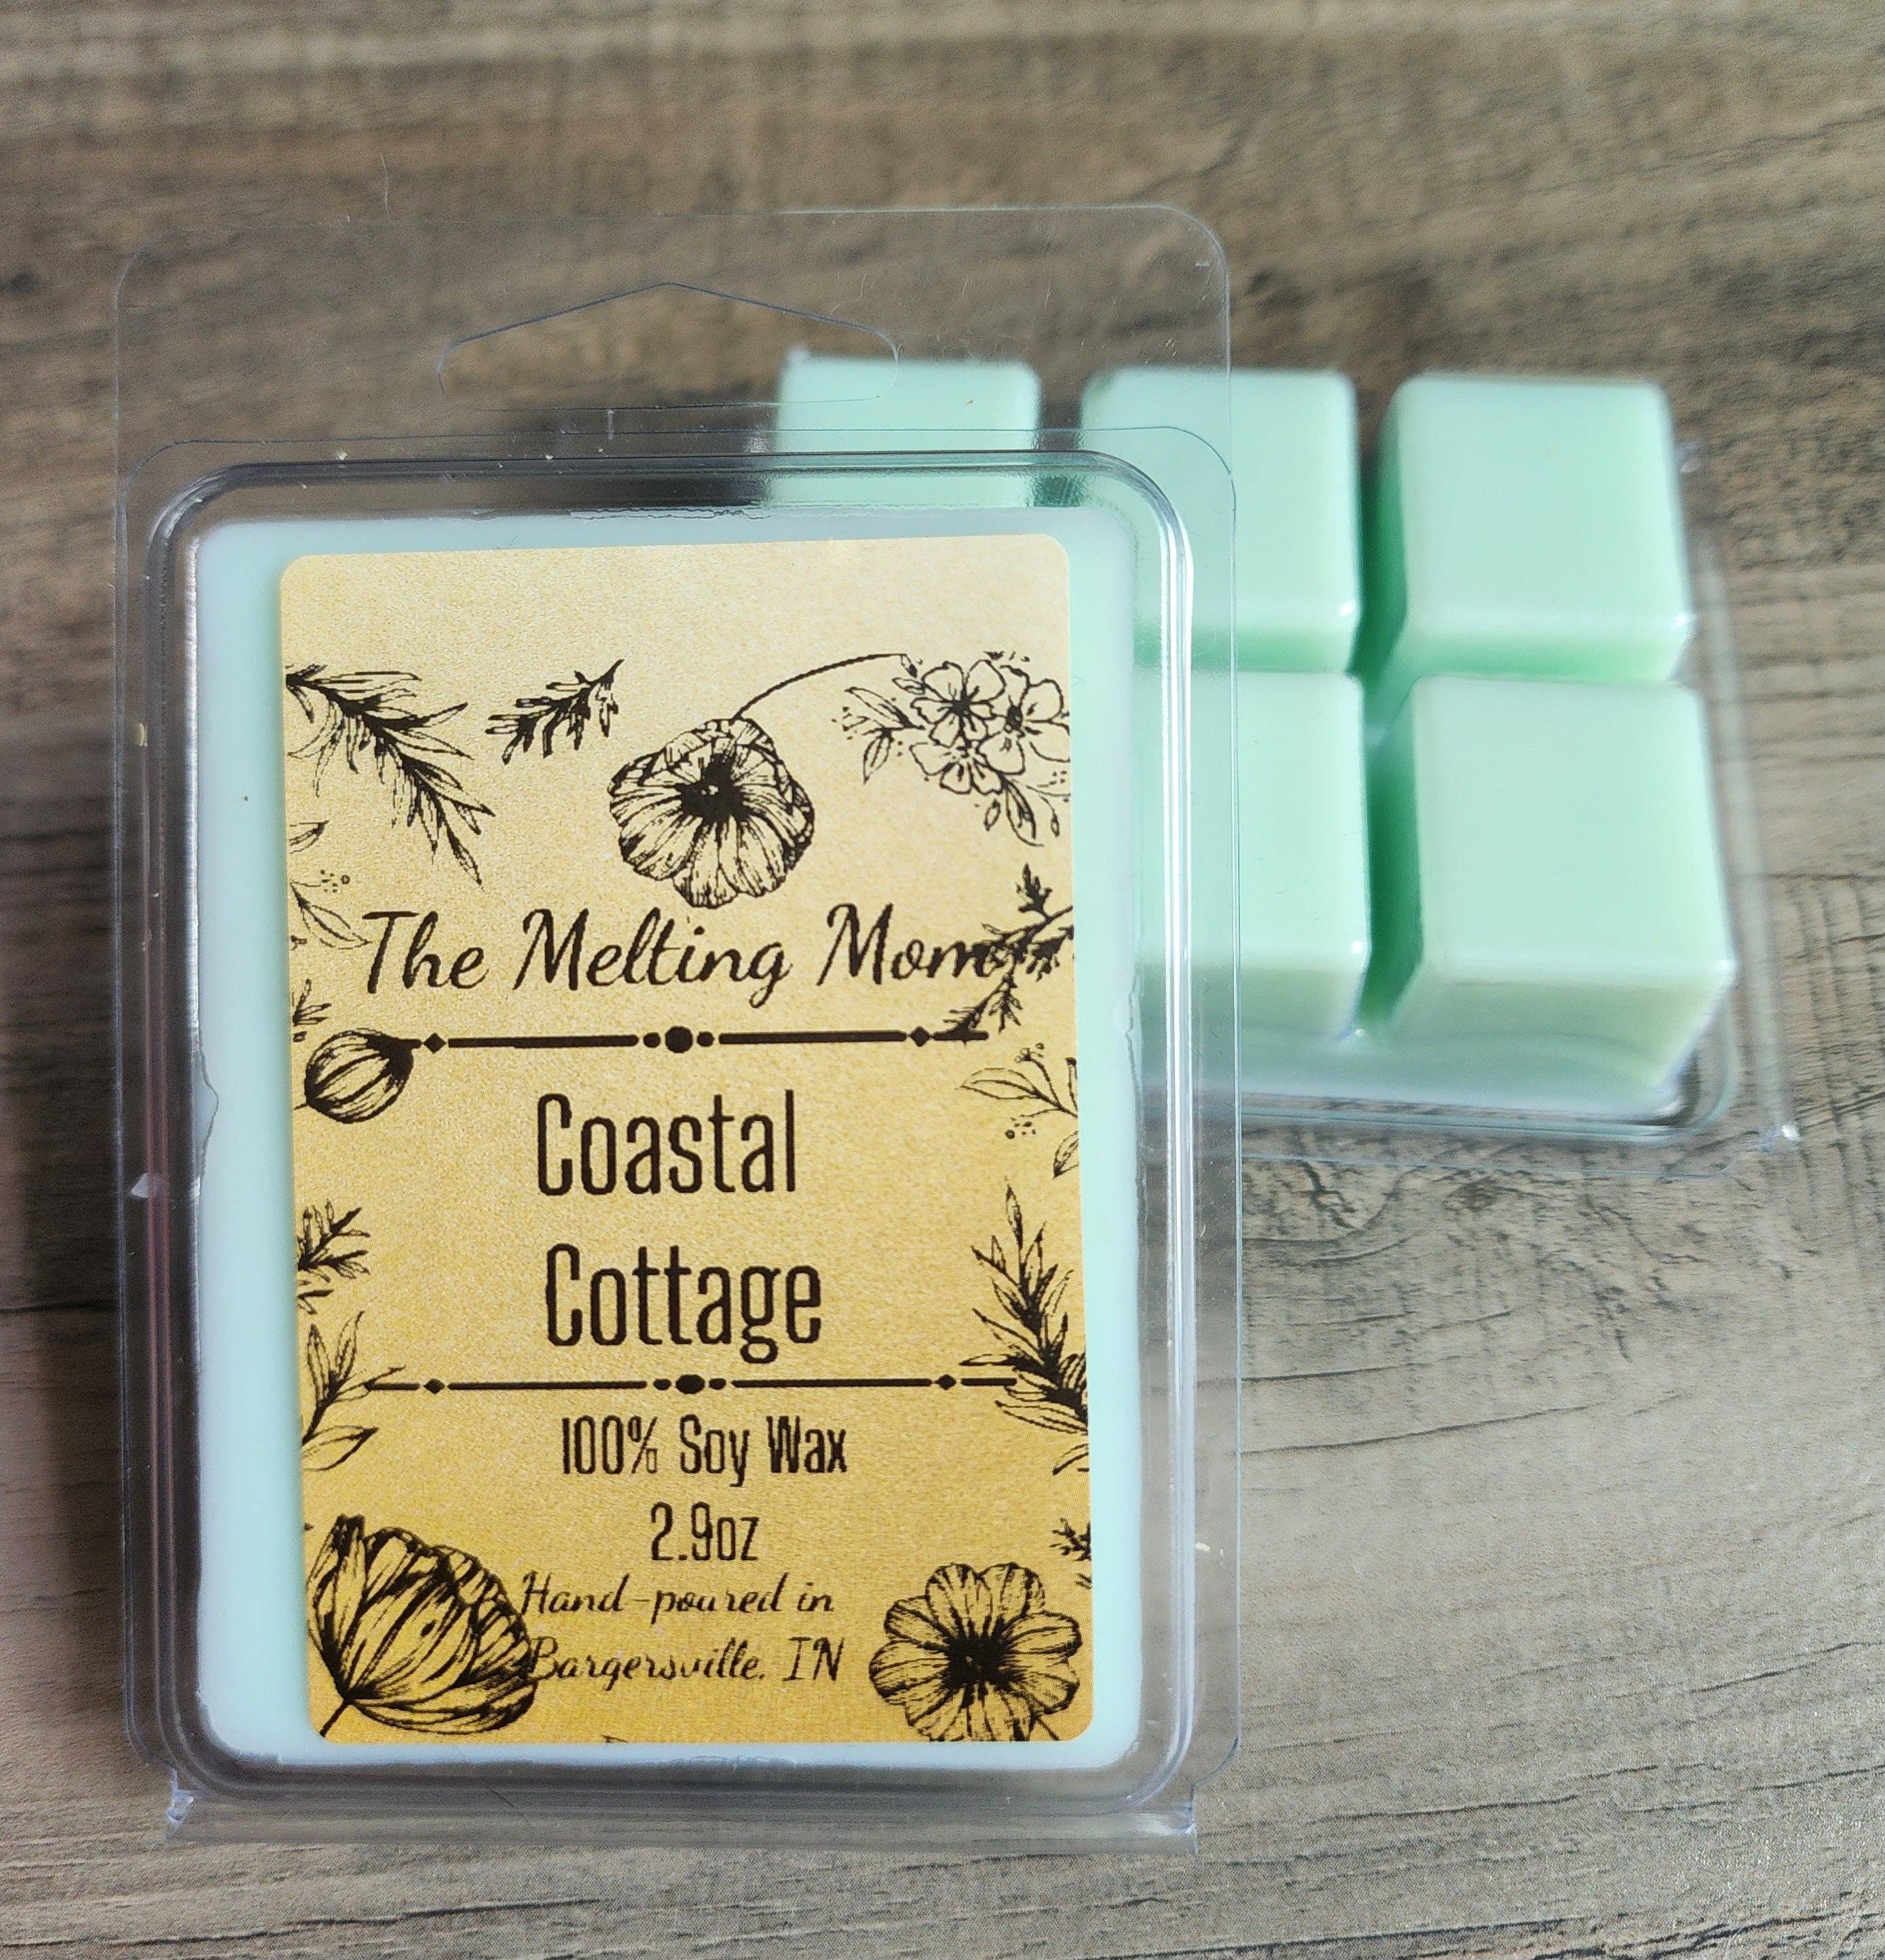 The Melting Mom
Coastal
Cottage
100% Soy Wax
2.9oz
Hand-poured in
Bargersville, IN